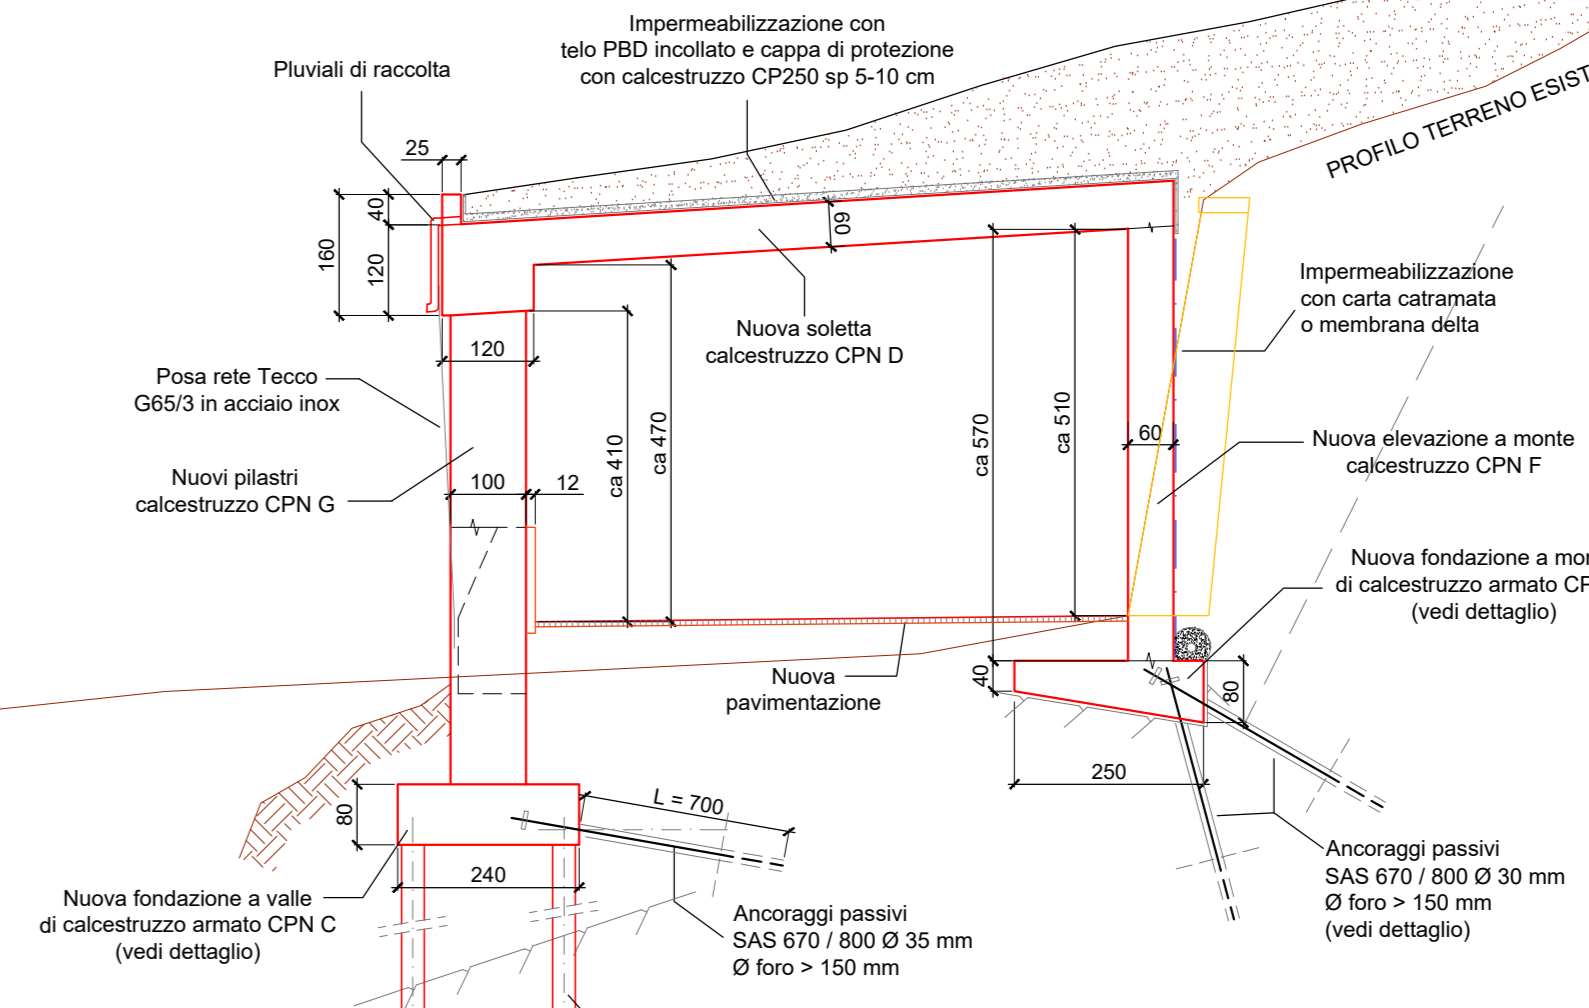 Impermeabilizzazione con
telo PBD incollato e cappa di protezione
con calcestruzzo CP250 sp 5-10 cm
Pluviali di raccolta
PROFILO TERRENO ESIST
25
40
160
120
60
120
Nuova soletta
calcestruzzo CPN D
Impermeabilizzazione
con carta catramata
o membrana delta
Posa rete Tecco
G65/3 in acciaio inox
Nuovi pilastri
calcestruzzo CPN G
100
12
ca 410
ca 470
ca 570
ca 510
60
Nuova elevazione a monte
calcestruzzo CPN F
Nuova fondazione a mon
di calcestruzzo armato CP
(vedi dettaglio)
Nuova
pavimentazione
40
80
250
80
L = 700
240
Nuova fondazione a valle
di calcestruzzo armato CPN C
(vedi dettaglio)
Ancoraggi passivi
SAS 670 / 800 Ø 35 mm
Ø foro > 150 mm
Ancoraggi passivi
SAS 670 / 800 Ø 30 mm
Ø foro > 150 mm
(vedi dettaglio)